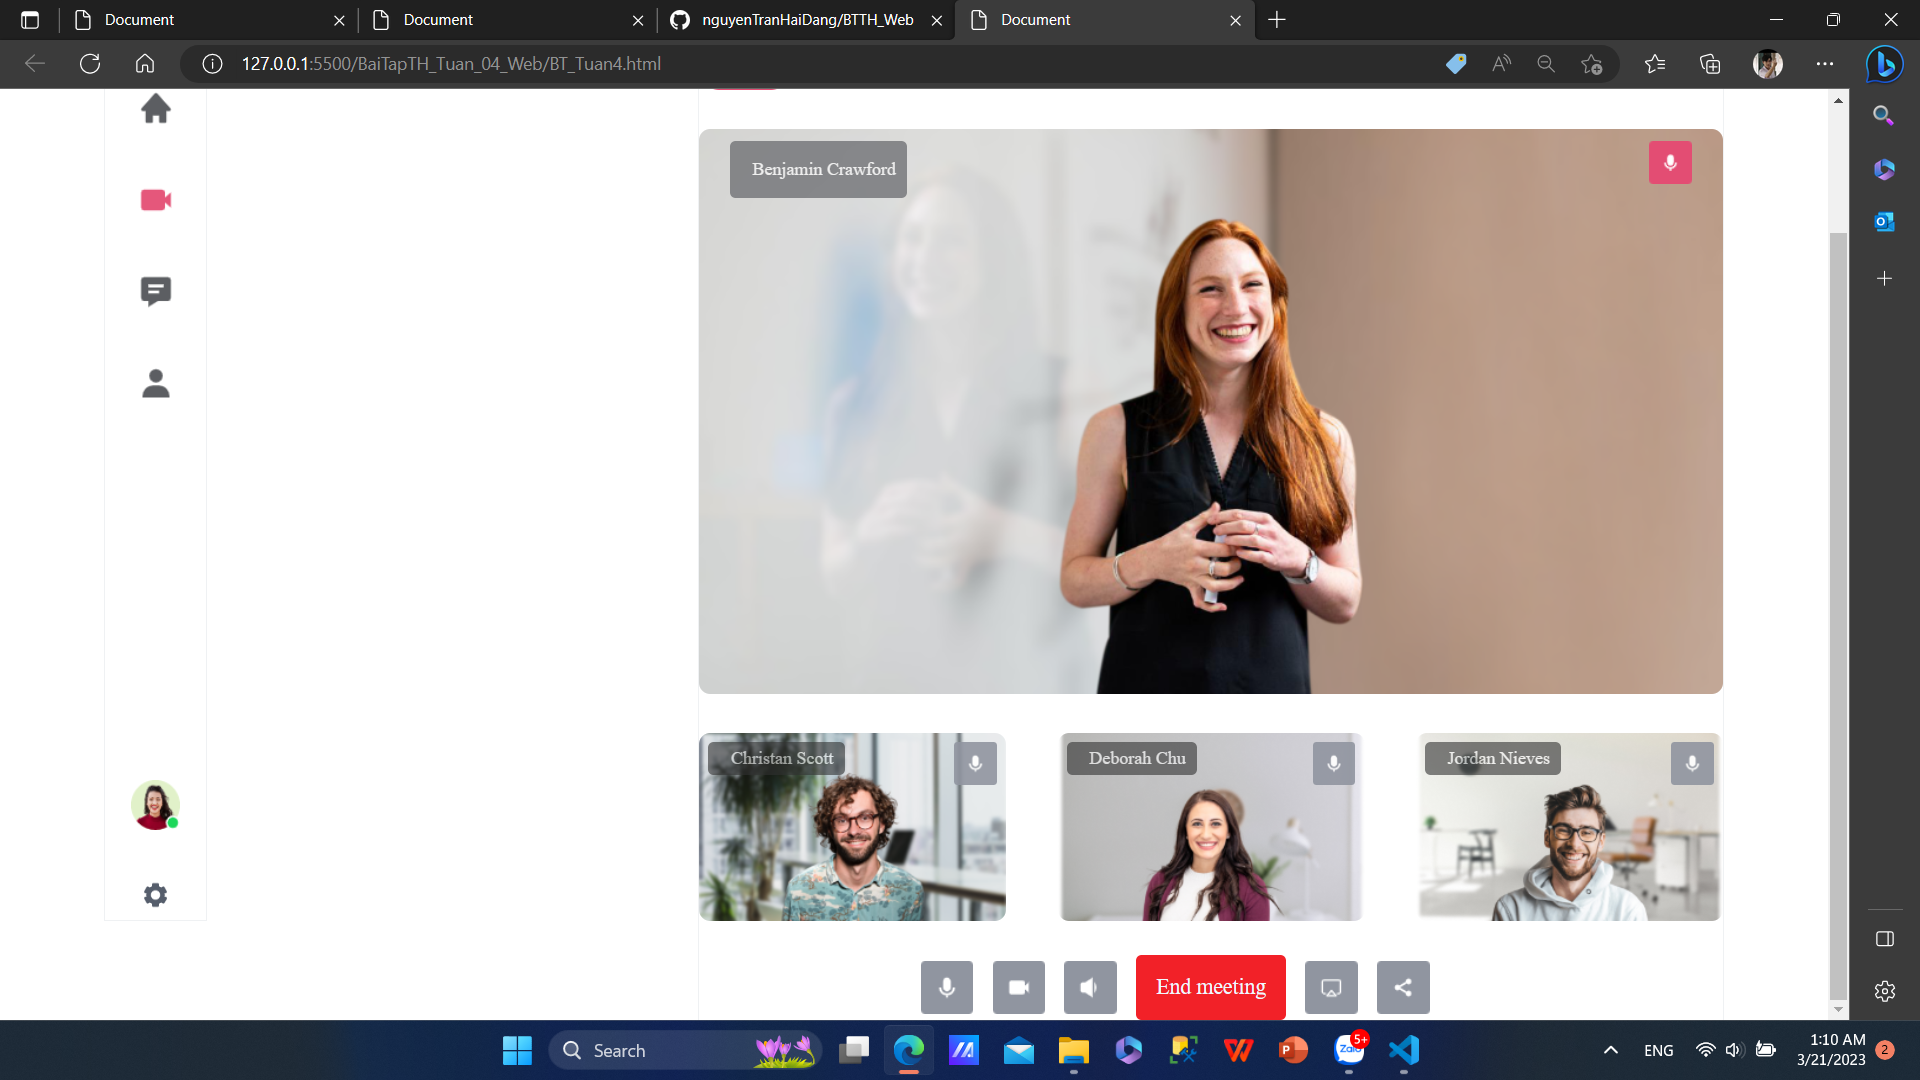 Document
Document
nguyenTranHaiDang/BTTH_Web
Document
127.0.0.1:5500/BaiTapTH_Tuan_04_Web/BT_Tuan4.html
Benjamin Crawford
Christan Scott
Deborah Chu
Jordan Nieves
End meeting
Search
Zalo
5+
ENG
1:10 AM
3/21/2023
2